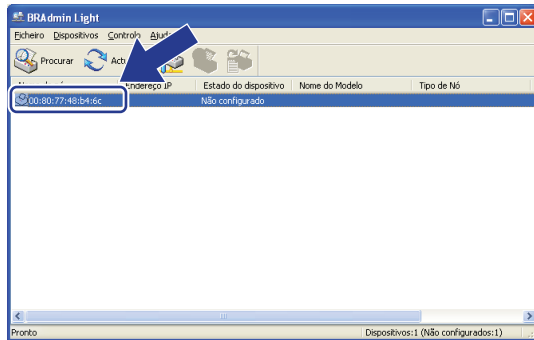 BRAdmin Light
Ficheiro Dispositivos Controlo
Procurar
Endereço IP Estado do dispositivo Nome do Modelo Tipo de Nó
00:80:77:48:b4:6c Não configurado
Pronto Dispositivos:1 (Não configurados:1)